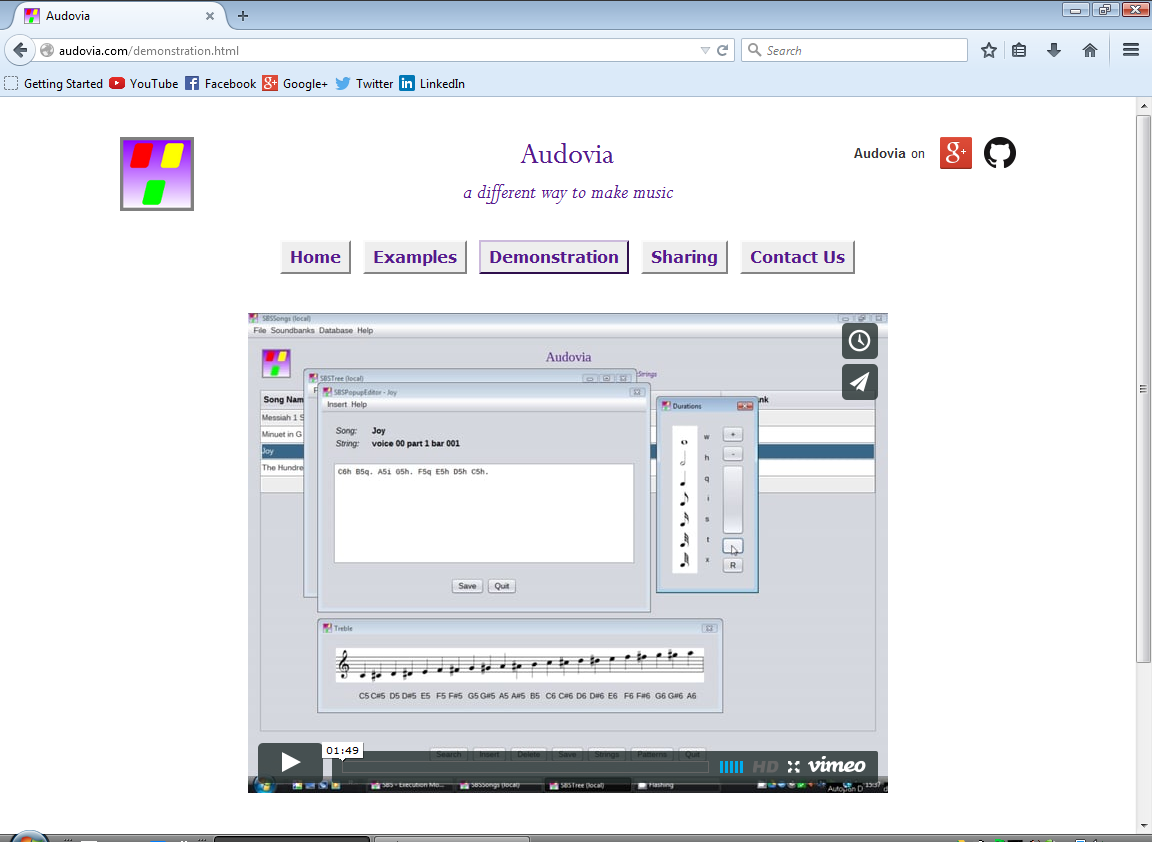 Audovia
audovia.com/demonstration.html
Search
Getting Started YouTube Facebook Google+ Twitter LinkedIn
Audovia
a different way to make music
Audovia on
Home Examples Demonstration Sharing Contact Us
SBSSongs (local)
File Soundbanks Database Help
Audovia
Strings
SBSTree (local)
SBSPopupEditor - Joy
Insert Help
Song Nam
Messiah 1 S
Minuet in G
Joy
The Hundre
Song: Joy
String: voice 00 part 1 bar 001
C6h B5q. A5i G5h. F5q E5h D5h C5h.
Save Quit
Durations
w
h
q
i
s
t
x
+
-
R
Treble
C5 C#5 D5 D#5 E5 F5 F#5 G5 G#5 A5 A#5 B5 C6 C#6 D6 D#6 E6 F6 F#6 G6 G#6 A6
Search Insert Delete Save Strings Patterns Quit
01:49
HD vimeo
SBS - Execution Mo... SBSSongs (local) SBSTree (local) Flashing 15:37